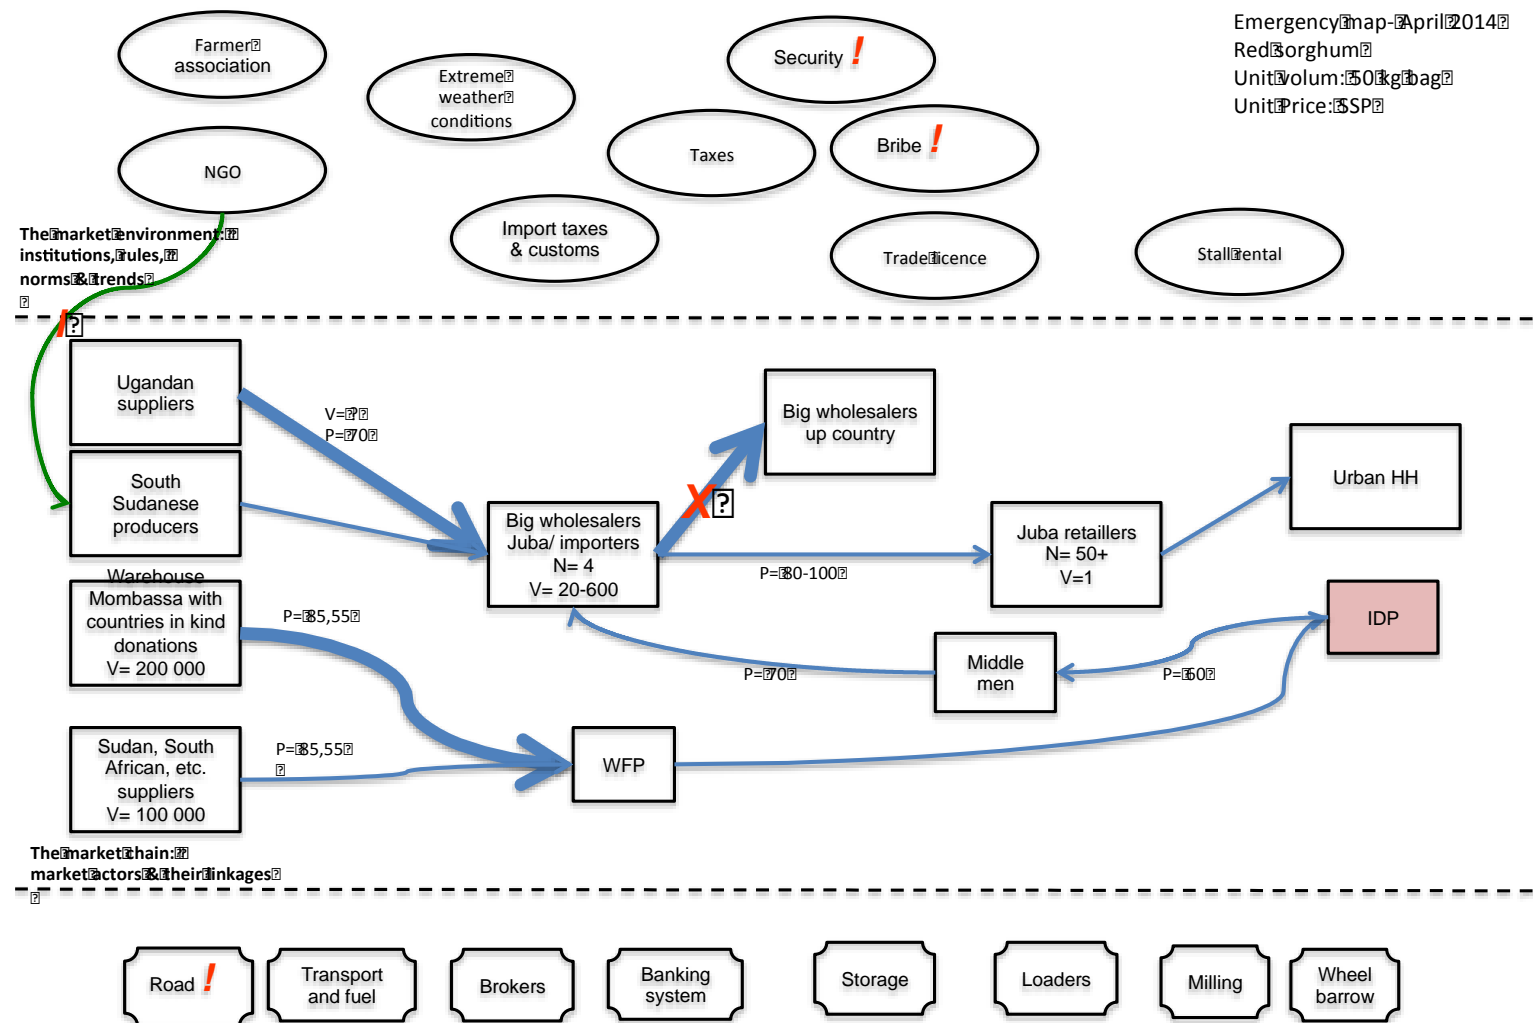 Emergency map- April 2014
Red sorghum
Unit volum: 50 kg bag
Unit Price: SSP
Farmer
association
Extreme
weather
conditions
Security !
NGO
Taxes
Bribe !
Import taxes
& customs
Trade licence
Stall rental
The market environment:
institutions, rules,
norms & trends
Ugandan
suppliers
V= ?
P= 70
Big wholesalers
up country
X
Urban HH
South
Sudanese
producers
Big wholesalers
Juba/ importers
N= 4
V= 20-600
P= 80-100
Juba retaillers
N= 50+
V=1
Warehouse
Mombassa with
countries in kind
donations
V= 200 000
P= 85,55
IDP
Middle
men
P= 70
P= 60
Sudan, South
African, etc.
suppliers
V= 100 000
P= 85,55
WFP
The market chain:
market actors & their linkages
Road !
Transport
and fuel
Brokers
Banking
system
Storage
Loaders
Milling
Wheel
barrow